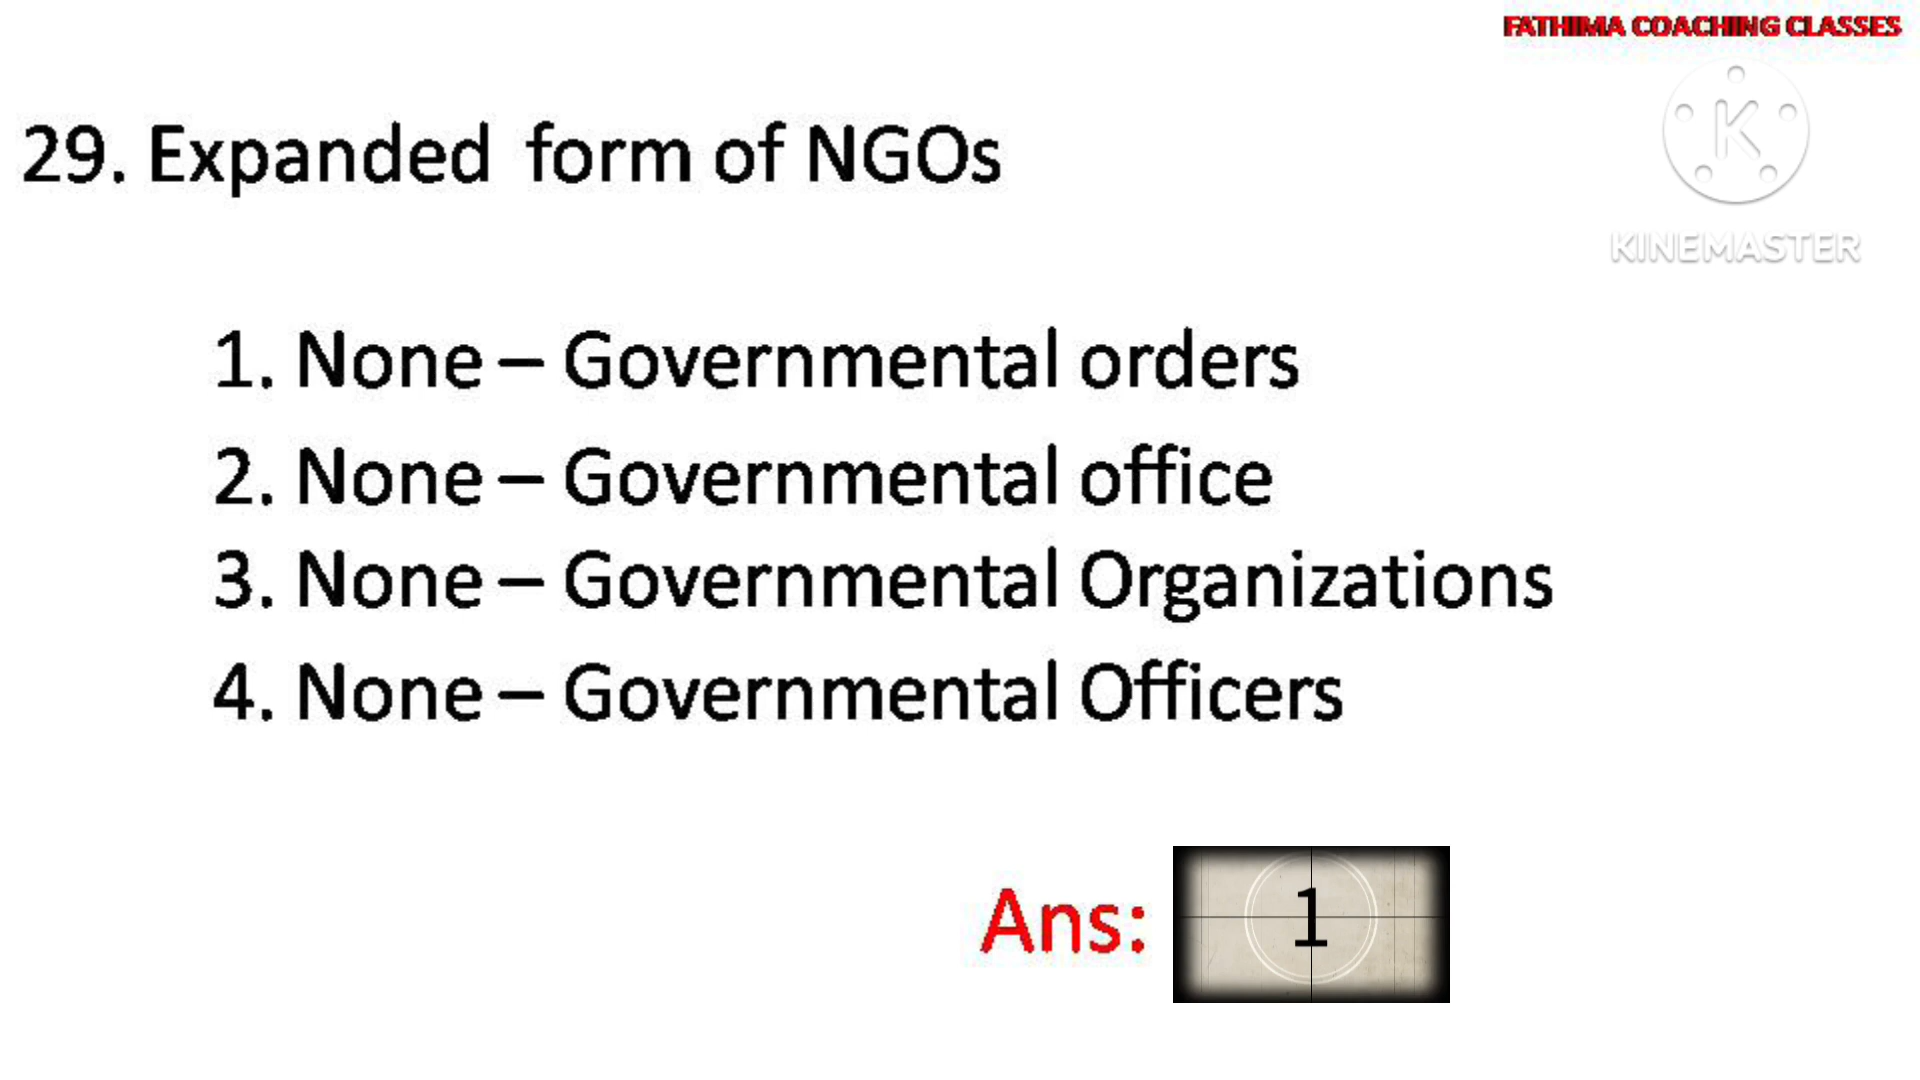 FATHIMA COACHING CLASSES
K
KINEMASTER
29. Expanded form of NGOs
1. None – Governmental orders
2. None – Governmental office
3. None – Governmental Organizations
4. None – Governmental Officers
Ans: 1